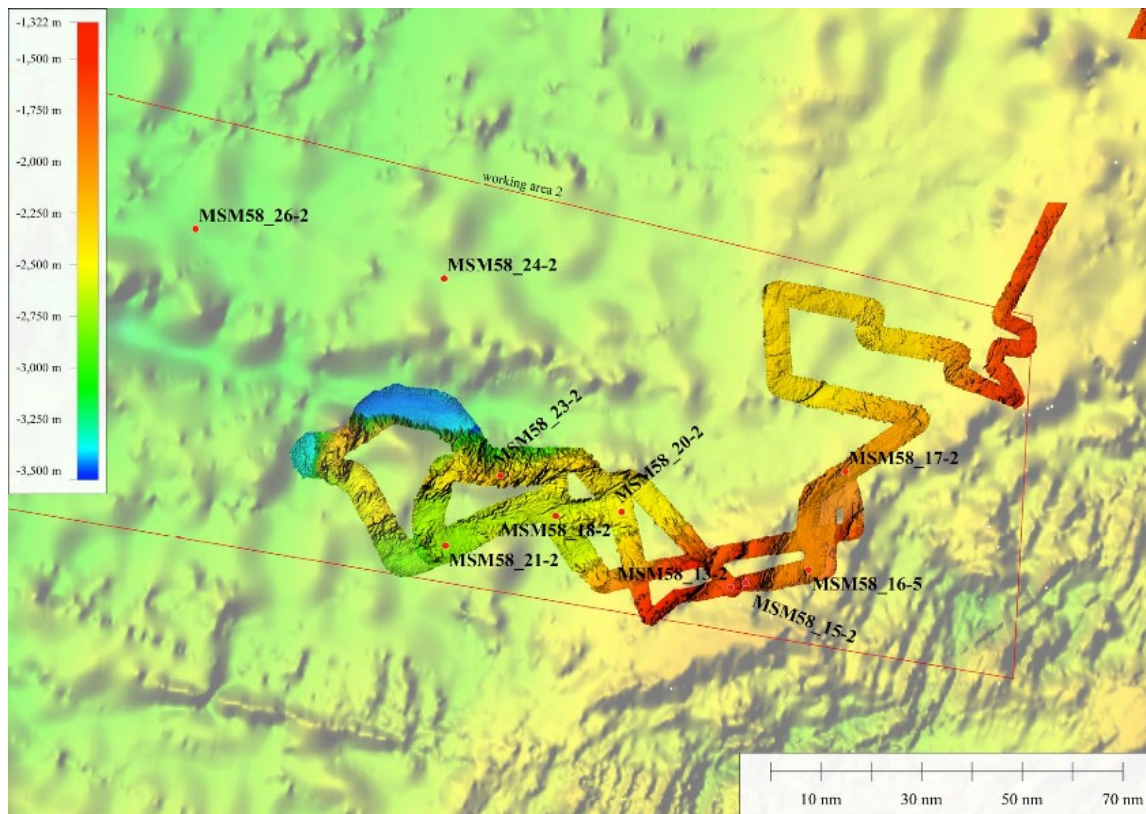 -1,322 m
-1,500 m
-1,750 m
-2,000 m
-2,250 m
-2,500 m
-2,750 m
-3,000 m
-3,250 m
-3,500 m
working area 2
MSM58_26-2
MSM58_24-2
MSM58_23-2
MSM58_20-2
MSM58_17-2
MSM58_18-2
MSM58_21-2
MSM58_13-2
MSM58_16-5
MSM58_15-2
10 nm 30 nm 50 nm 70 nm